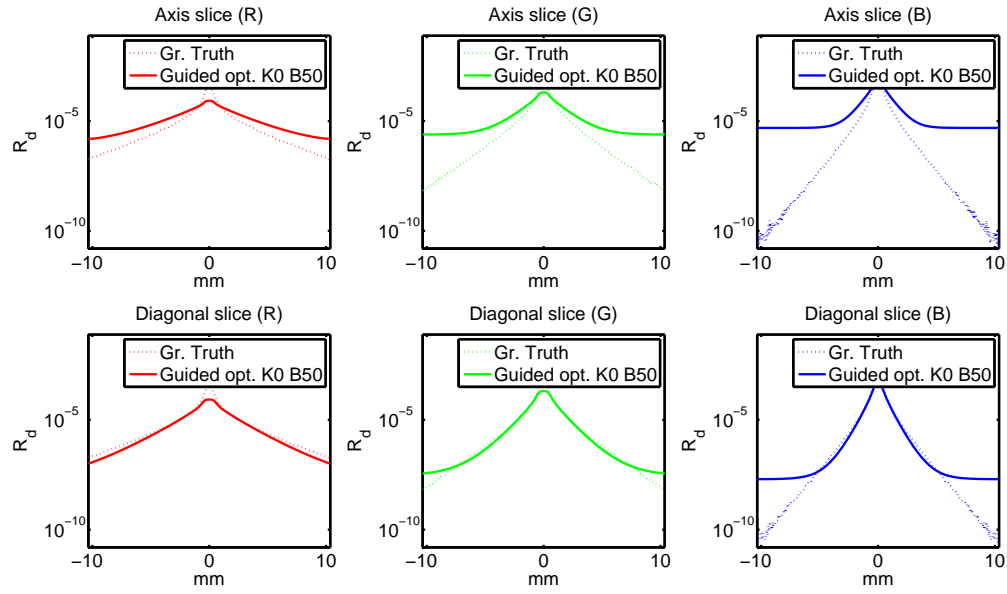 Axis slice (R)
Gr. Truth
Guided opt. K0 B50
R_d
10^−5
10^−10
−10
0
10
mm
Axis slice (G)
Gr. Truth
Guided opt. K0 B50
R_d
10^−5
10^−10
−10
0
10
mm
Axis slice (B)
Gr. Truth
Guided opt. K0 B50
R_d
10^−5
10^−10
−10
0
10
mm
Diagonal slice (R)
Gr. Truth
Guided opt. K0 B50
R_d
10^−5
10^−10
−10
0
10
mm
Diagonal slice (G)
Gr. Truth
Guided opt. K0 B50
R_d
10^−5
10^−10
−10
0
10
mm
Diagonal slice (B)
Gr. Truth
Guided opt. K0 B50
R_d
10^−5
10^−10
−10
0
10
mm